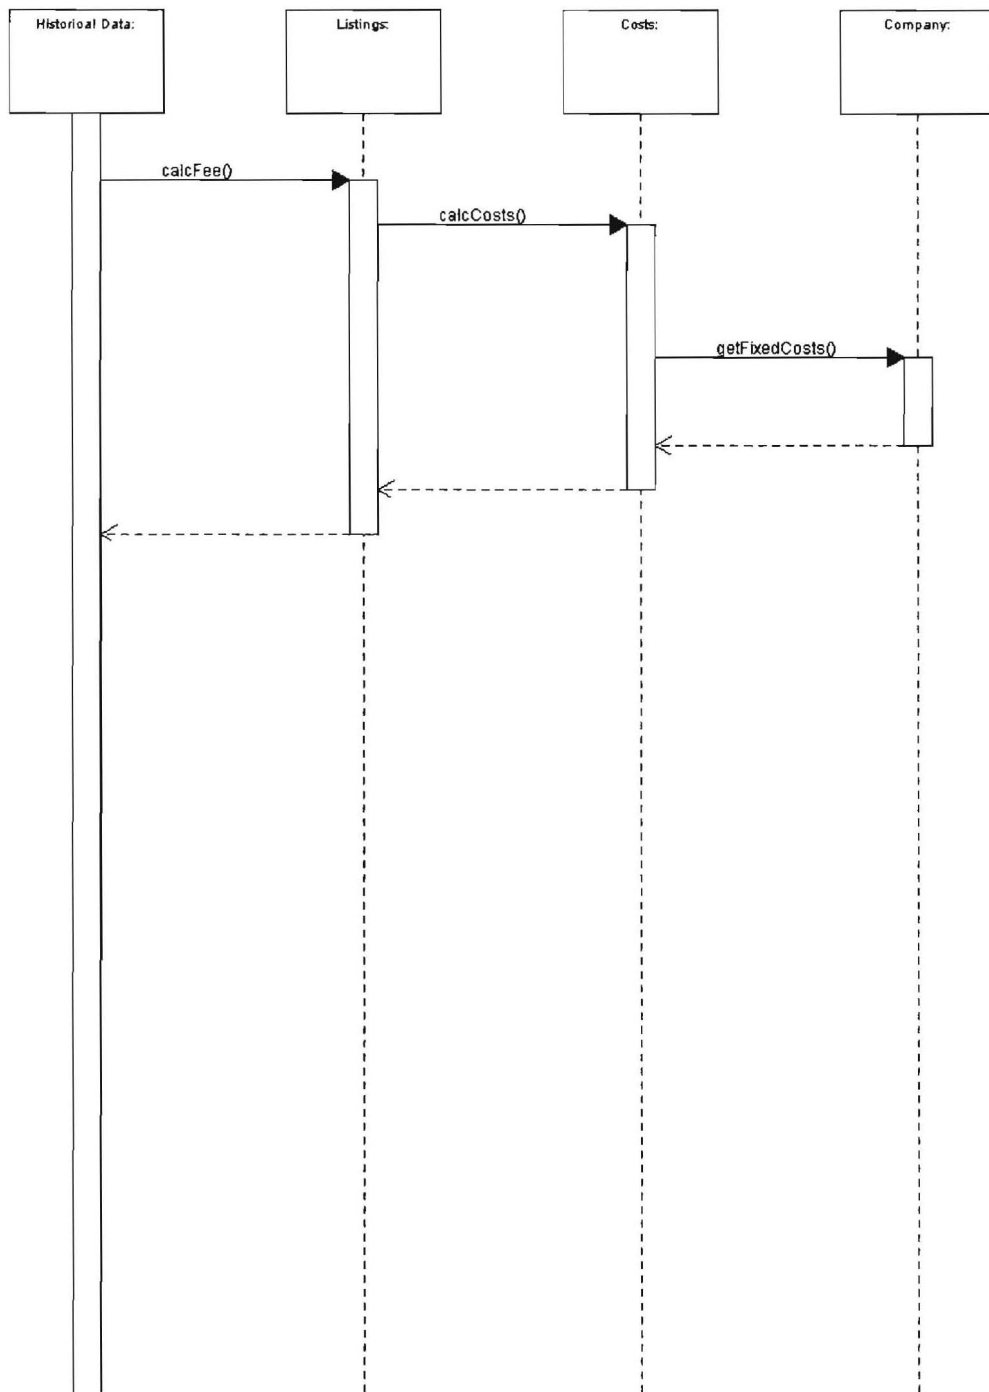 Historical Data:
Listings:
Costs:
Company:
calcFee()
calcCosts()
getFixedCosts()